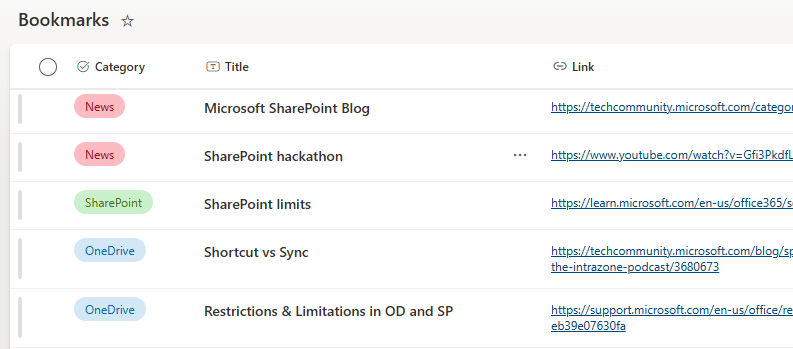 Bookmarks
Category Title Link
News Microsoft SharePoint Blog https://techcommunity.microsoft.com/categor
News SharePoint hackathon https://www.youtube.com/watch?v=Gfi3PkdfL
SharePoint SharePoint limits https://learn.microsoft.com/en-us/office365/se
OneDrive Shortcut vs Sync https://techcommunity.microsoft.com/blog/sp
the-intrazone-podcast/3680673
OneDrive Restrictions & Limitations in OD and SP https://support.microsoft.com/en-us/office/re
eb39e07630fa